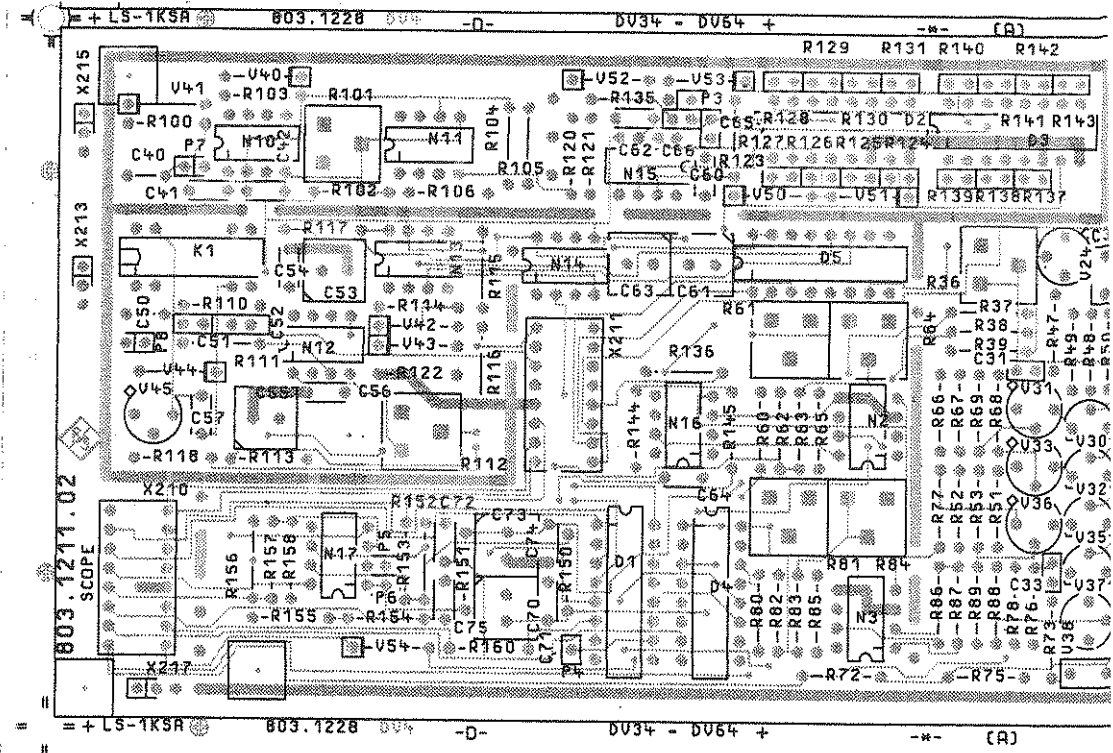 = + LS-1KSA 803.1228 DV4 -D- DV34 - DV64 + -*- (A)
R129 R131 R140 R142
X215 V41 -V40- -R103- R101 -V52- -V53-
-R135- P3
-R100- N10 C42 N11 R104 C65 R128 R130 D2 R141 R143
R127 R126 R125 R124 D3
C40 P7 R105 -R120- -R121- C62 C66 R123
C41 -R102- -R106- N15 C60
-V50- -V51- R139 R138 R137
X213 -R117-
K1 C54 N13 R115 N14 D5 V24
C53 C63 C61 R36
C50 -R110- C52 -R114- R61 R37
-V42- X211 R64 R38
P8 C51 N12 -V43- R39 -R47-
R111 R116 R136 C31 -R49- -R48- -R50-
-V44- -R122-
V45 C55 C56 V31
C57 -R144- N16 -R145- -R60- -R62- -R63- -R65- N2 -R66- -R67- -R69- -R68-
V33 V30
-R118- -R113- R112
X210 C64 V32
803.1211.02
SCOPE
R152 C72 -R77- -R52- -R53- -R51- V36
C73 V35
R156 -R157- -R158- N17 P5 -R153- -R151- C74 -R150- D1 D4 R81 R84
P6 -R80- -R82- -R83- -R85- N3 -R86- -R87- -R88- R78- R76- C33 V37
-R155- -R154- C75 C70
-V54- -R160- C71 P4 R73- V38
X217 -R72- -R75-
= + LS-1KSA 803.1228 DV4 -D- DV34 - DV64 + -*- (A)